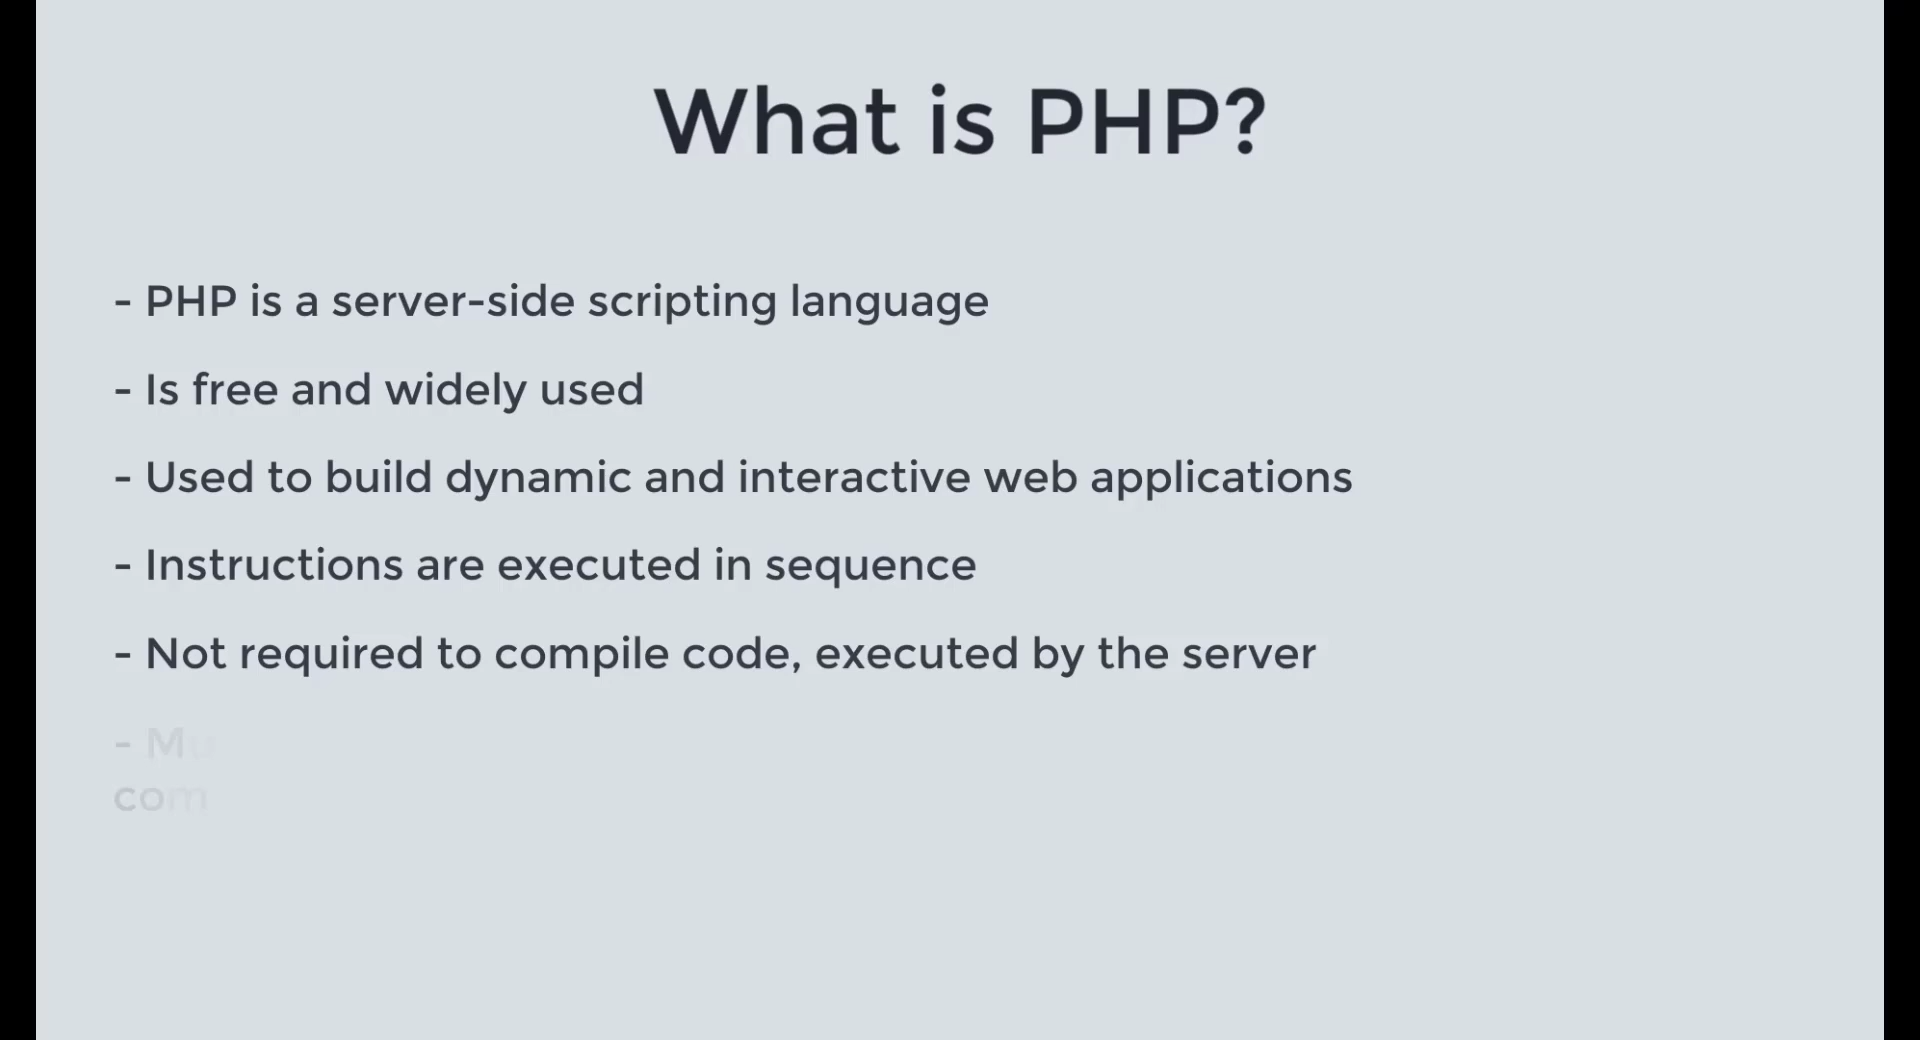 What is PHP?
- PHP is a server-side scripting language
- Is free and widely used
- Used to build dynamic and interactive web applications
- Instructions are executed in sequence
- Not required to compile code, executed by the server